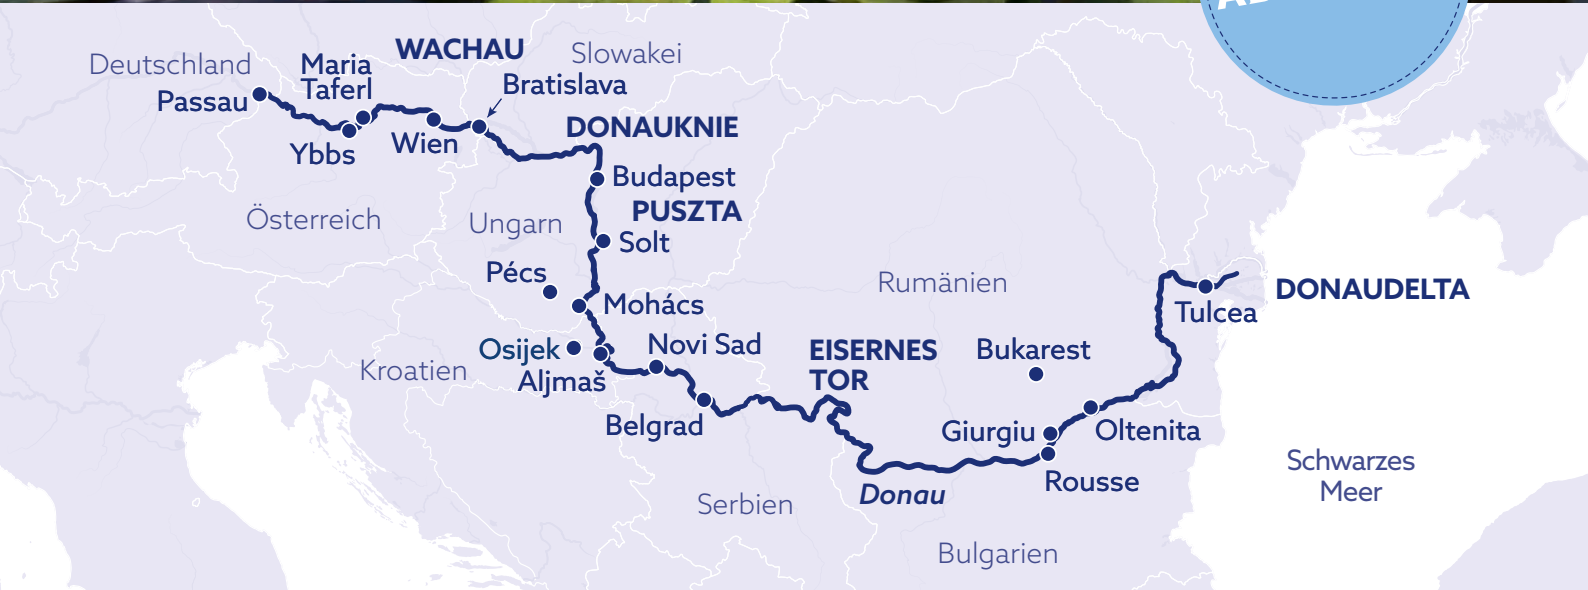 WACHAU
Slowakei
Deutschland
Maria
Taferl
Bratislava
Passau
DONAUKNIE
Wien
Ybbs
Budapest
PUSZTA
Österreich
Ungarn
Solt
Pécs
Rumänien
DONAUDELTA
Mohács
Tulcea
Osijek
Novi Sad
EISERNES
TOR
Bukarest
Kroatien
Aljmaš
Belgrad
Giurgiu
Oltenita
Schwarzes
Meer
Rousse
Donau
Serbien
Bulgarien